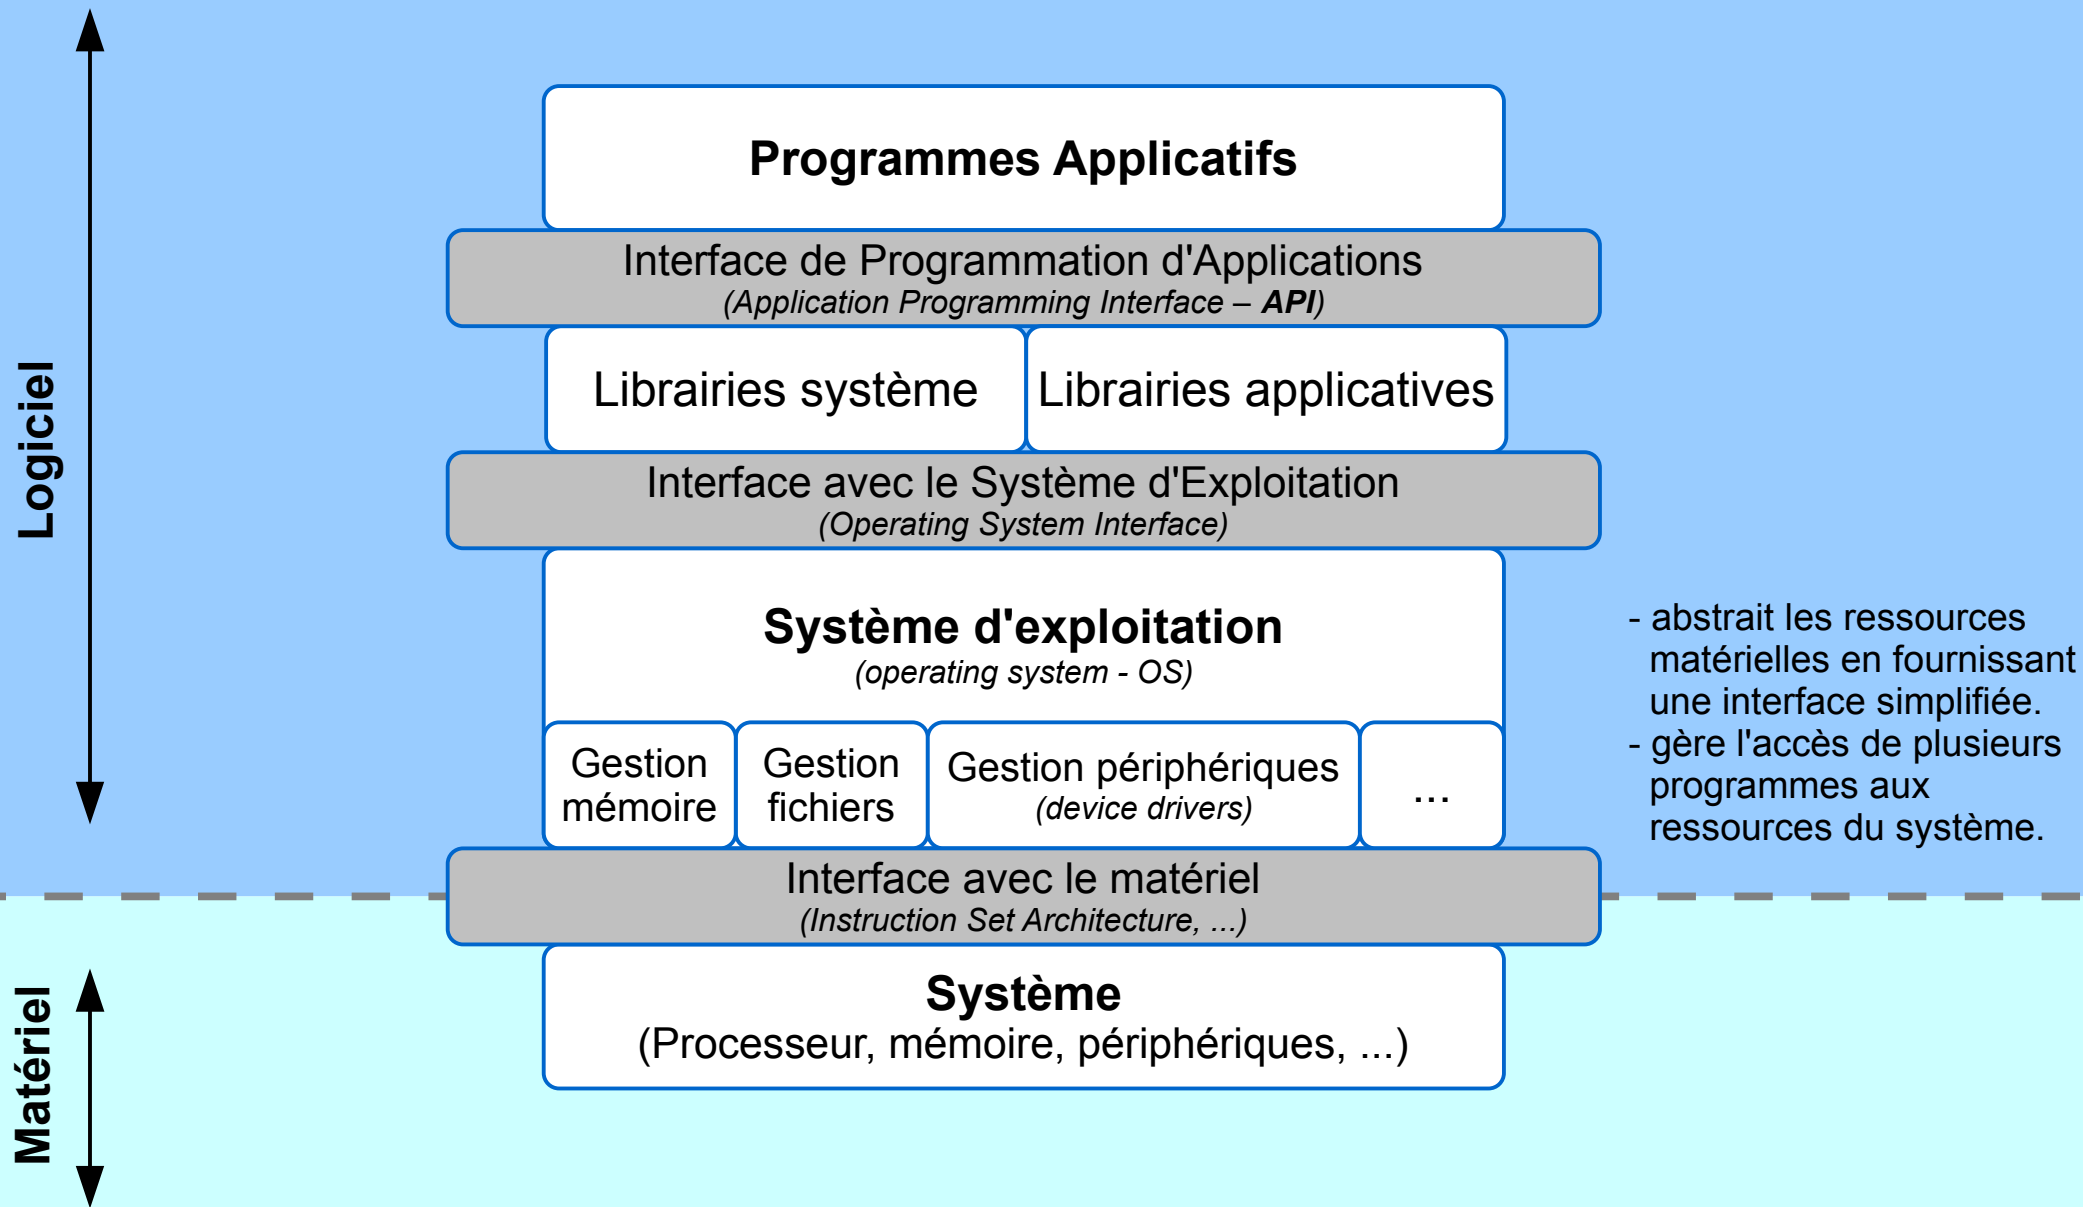 Logiciel
Programmes Applicatifs
Interface de Programmation d'Applications
(Application Programming Interface – API)
Librairies système
Librairies applicatives
Interface avec le Système d'Exploitation
(Operating System Interface)
Système d'exploitation
(operating system - OS)
Gestion
mémoire
Gestion
fichiers
Gestion périphériques
(device drivers)
...
- abstrait les ressources
matérielles en fournissant
une interface simplifiée.
- gère l'accès de plusieurs
programmes aux
ressources du système.
Interface avec le matériel
(Instruction Set Architecture, ...)
Matériel
Système
(Processeur, mémoire, périphériques, ...)